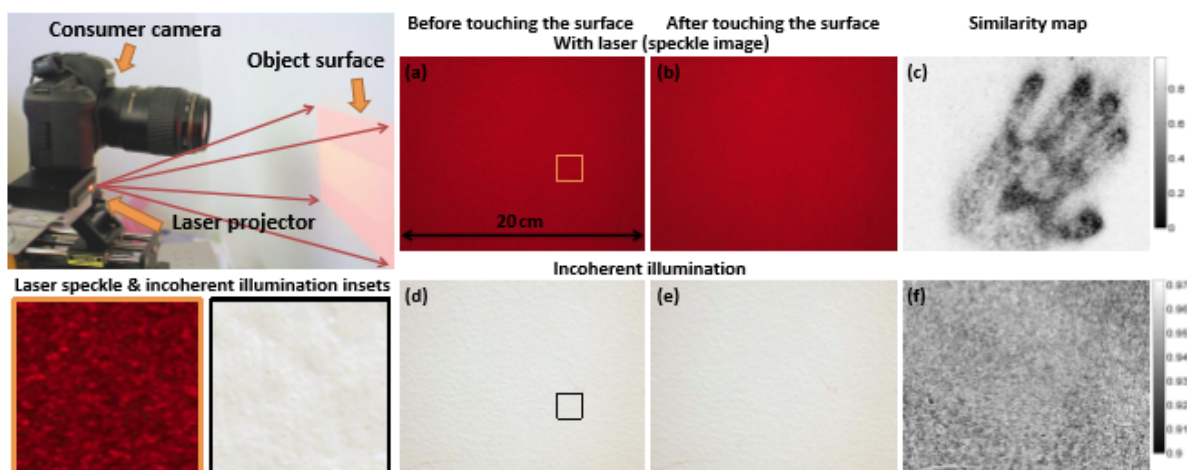 Consumer camera
Object surface
Laser projector
Before touching the surface
After touching the surface
Similarity map
With laser (speckle image)
(a)
(b)
(c)
20 cm
0.8
0.6
0.4
0.2
0
Laser speckle & incoherent illumination insets
Incoherent illumination
(d)
(e)
(f)
0.97
0.96
0.95
0.94
0.93
0.92
0.91
0.9